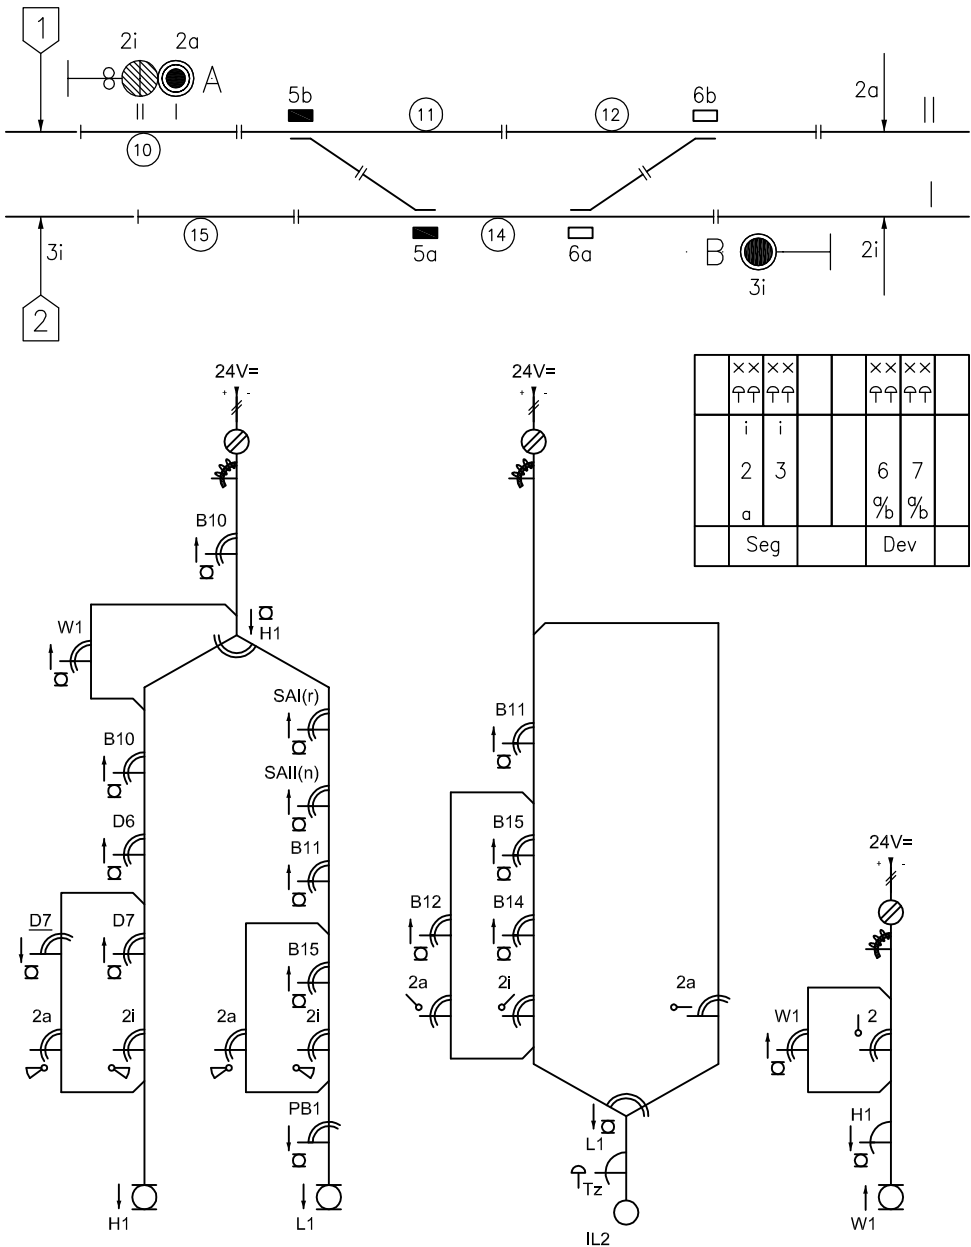 1
2i 2a
A
8
II I
5b
11
12
6b
2a
II
10
I
3i
15
5a
14
6a
B
2i
3i
2
24V=
+ -
24V=
+ -
×× ××
×× ××
i i
2 3
6 7
a
a/b a/b
Seg
Dev
B10
H1
W1
SAI(r)
B10
SAII(n)
D6
B11
D7 D7
B15
2a 2i
2a 2i
PB1
H1
L1
B11
B15
B12 B14
2a 2i
2a
L1
Tz
IL2
24V=
+ -
W1 2
H1
W1